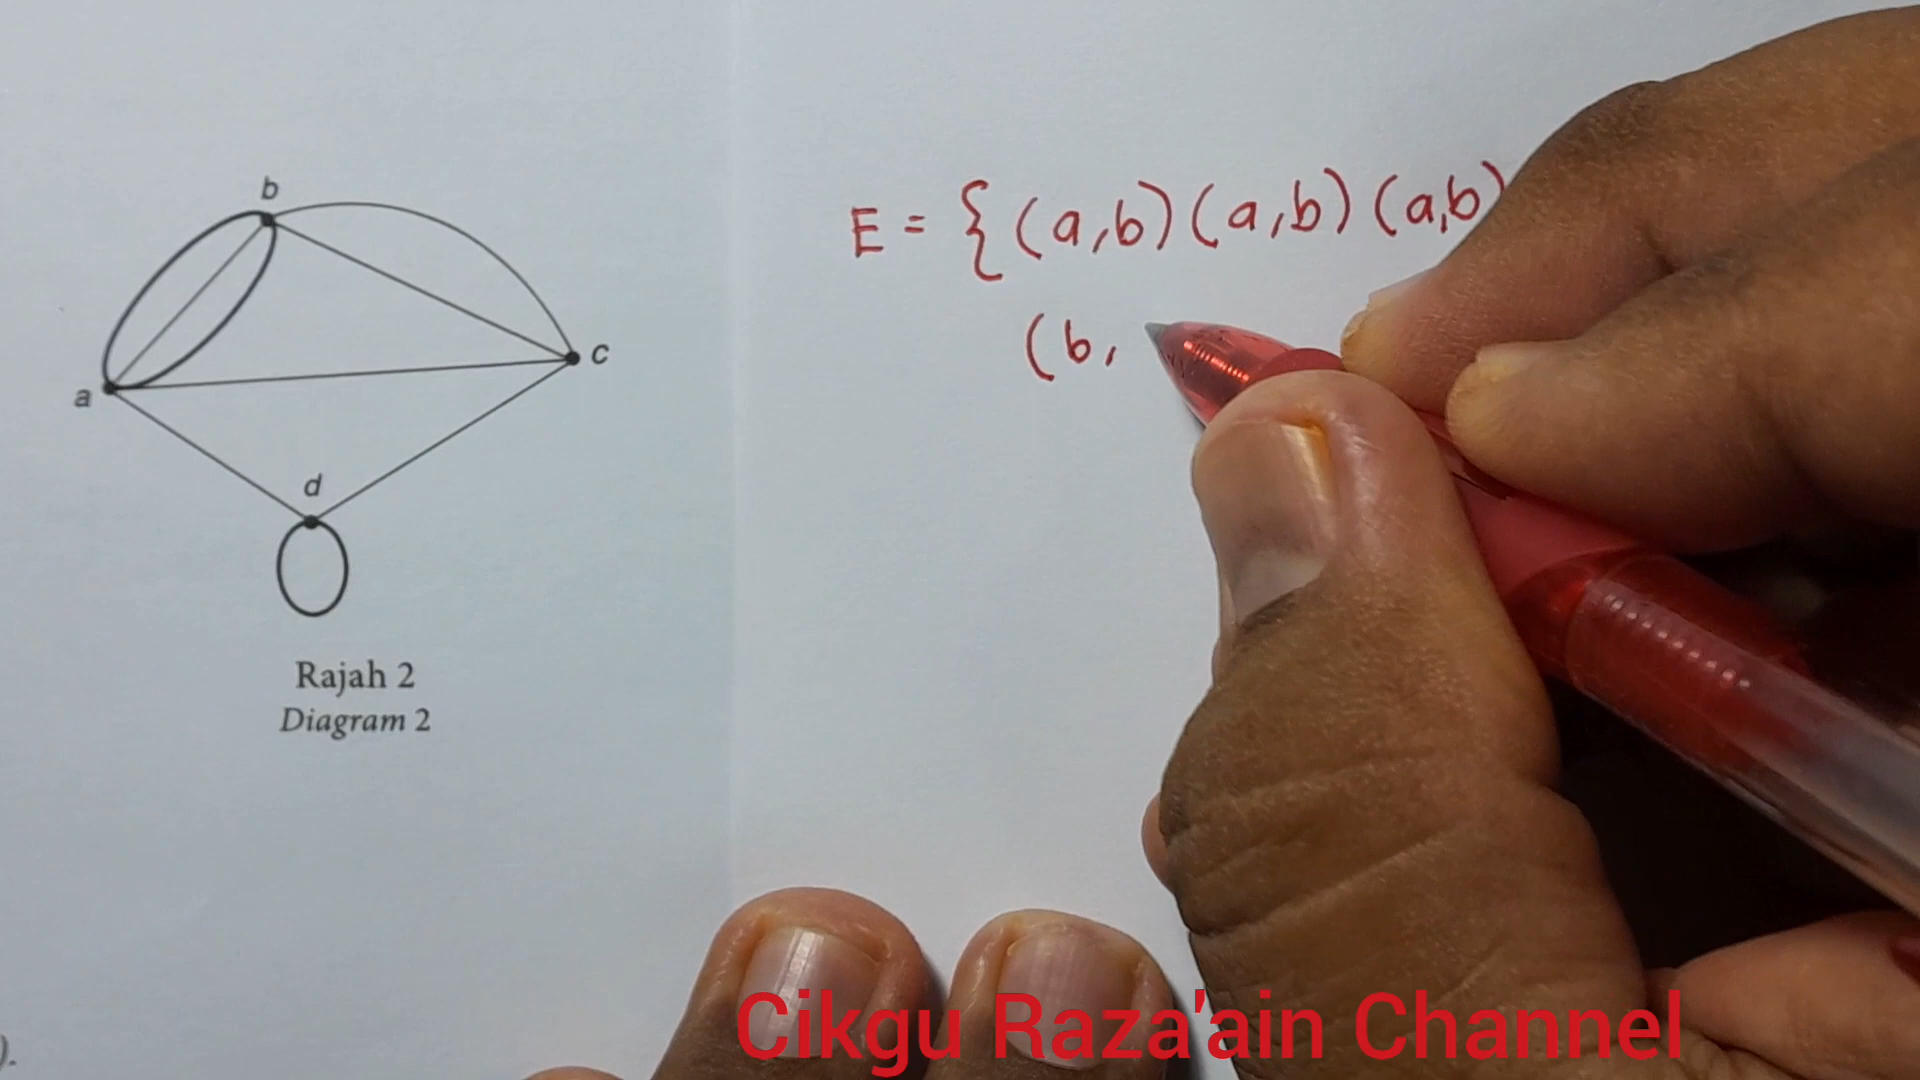 b
E = { (a,b) (a,b) (a,b)
(b,
c
a
d
Rajah 2
Diagram 2
).
Cikgu Raza'ain Channel